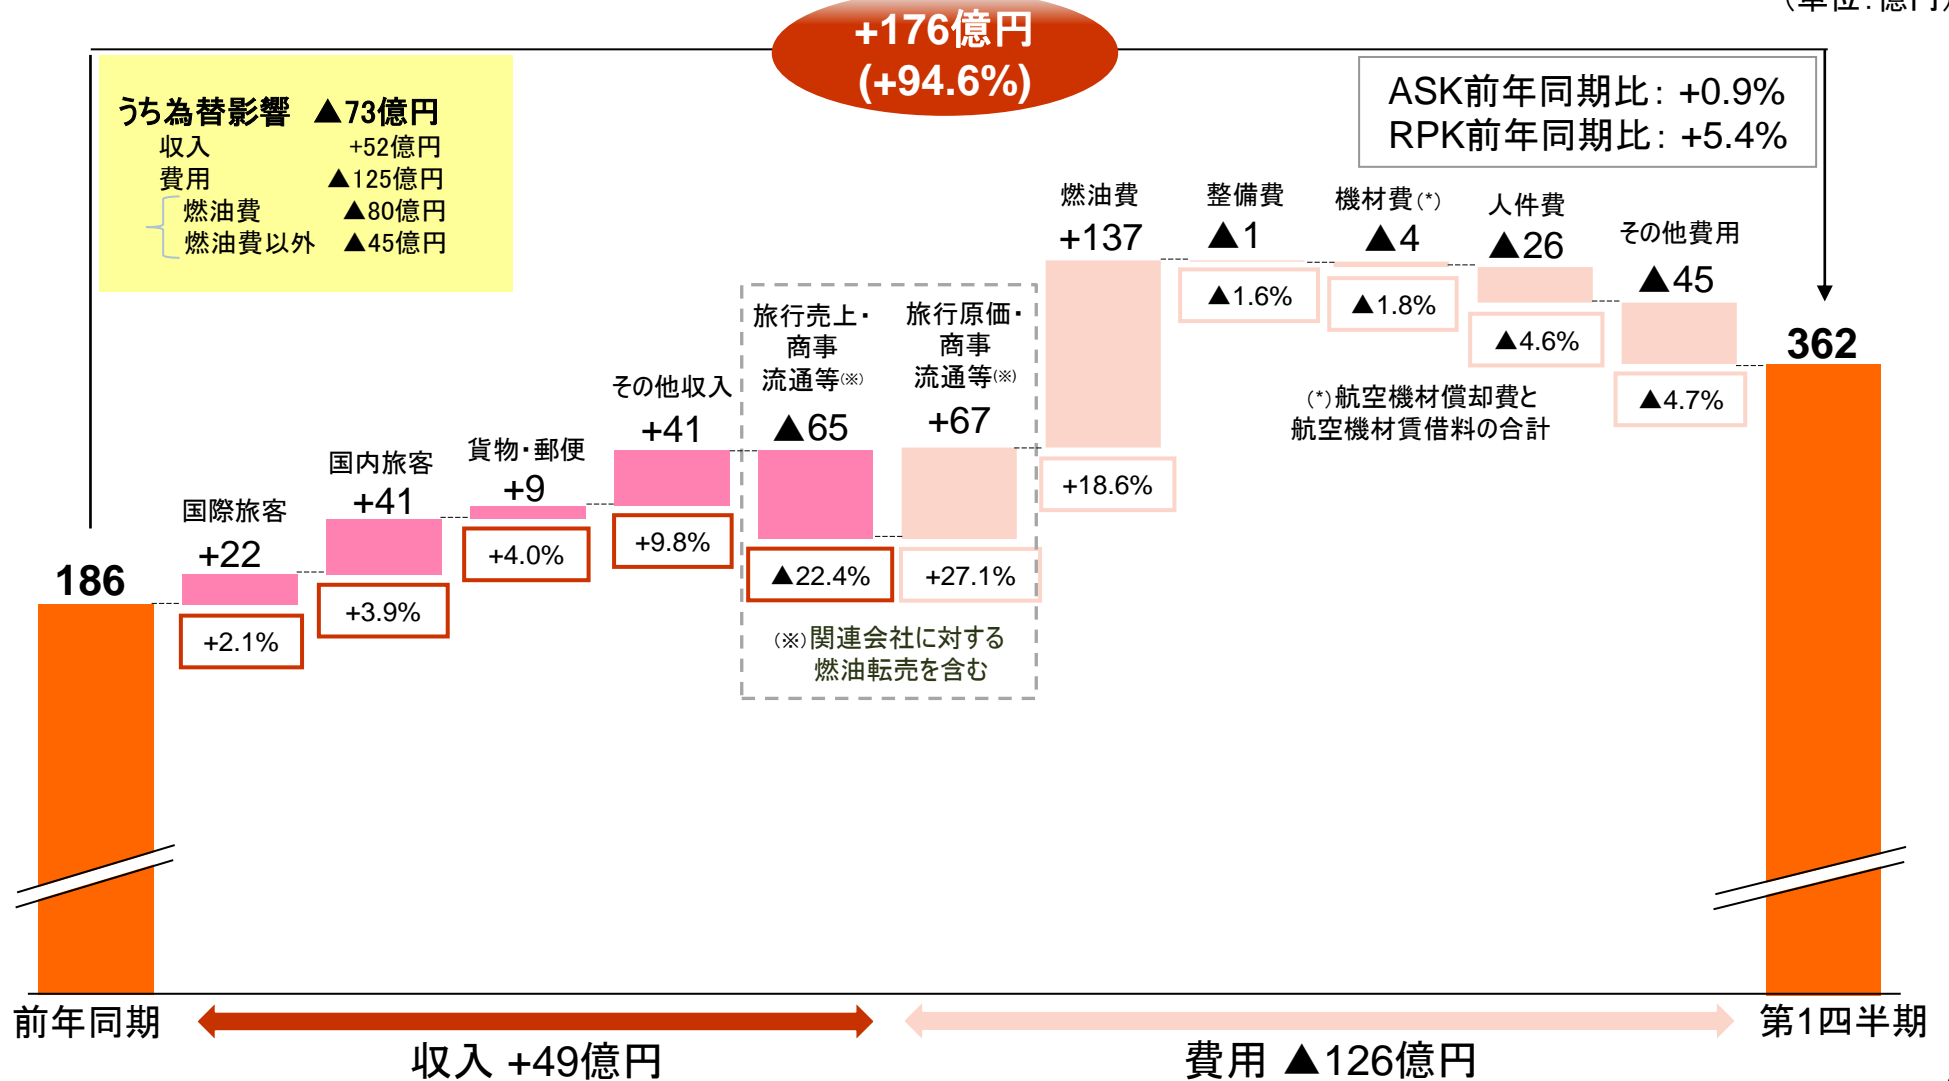 (単位:億円)
+176億円
(+94.6%)
うち為替影響 ▲73億円
収入 +52億円
費用 ▲125億円
燃油費 ▲80億円
燃油費以外 ▲45億円
ASK前年同期比: +0.9%
RPK前年同期比: +5.4%
186
国際旅客
+22
+2.1%
国内旅客
+41
+3.9%
貨物・郵便
+9
+4.0%
その他収入
+41
+9.8%
旅行売上・
商事
流通等(※)
▲65
▲22.4%
旅行原価・
商事
流通等(※)
+67
+27.1%
(※)関連会社に対する
燃油転売を含む
燃油費
+137
+18.6%
整備費
▲1
▲1.6%
機材費(*)
▲4
▲1.8%
人件費
▲26
▲4.6%
その他費用
▲45
▲4.7%
(*)航空機材償却費と
航空機材賃借料の合計
362
前年同期
第1四半期
収入 +49億円
費用 ▲126億円